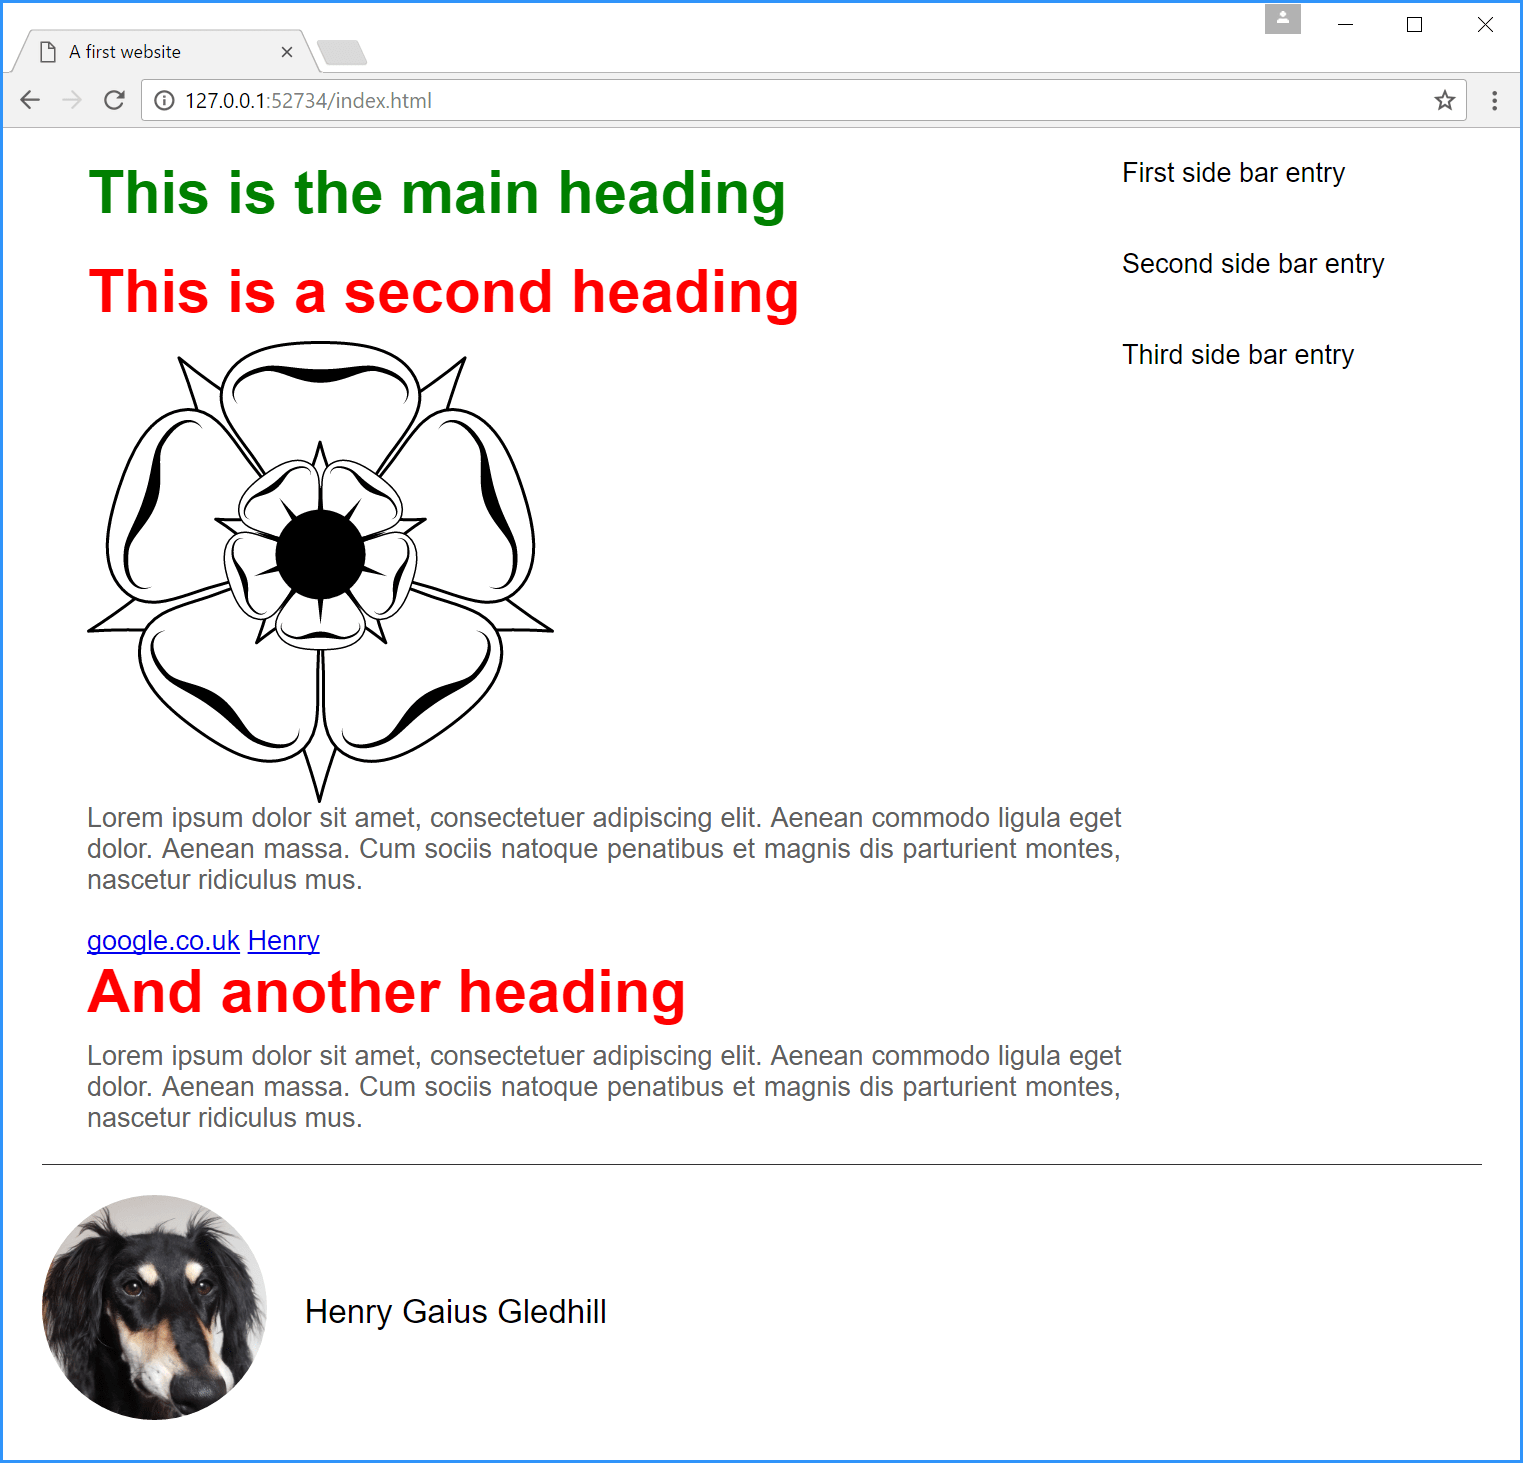 A first website
127.0.0.1:52734/index.html
This is the main heading
This is a second heading
Lorem ipsum dolor sit amet, consectetuer adipiscing elit. Aenean commodo ligula eget
dolor. Aenean massa. Cum sociis natoque penatibus et magnis dis parturient montes,
nascetur ridiculus mus.
google.co.uk Henry
And another heading
Lorem ipsum dolor sit amet, consectetuer adipiscing elit. Aenean commodo ligula eget
dolor. Aenean massa. Cum sociis natoque penatibus et magnis dis parturient montes,
nascetur ridiculus mus.
First side bar entry
Second side bar entry
Third side bar entry
Henry Gaius Gledhill